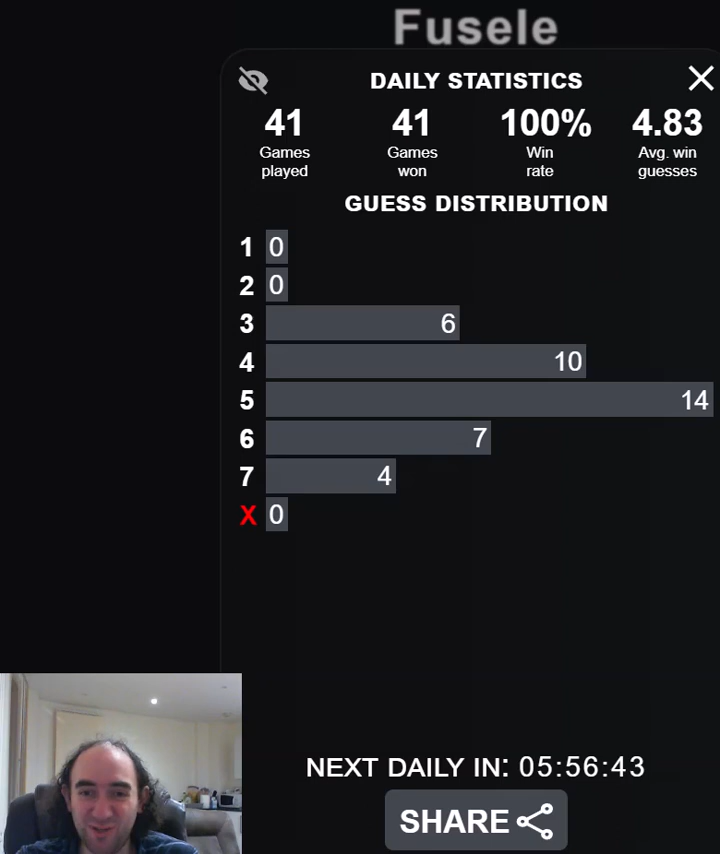 Fusele
DAILY STATISTICS
41 41 100% 4.83
Games played Games won Win rate Avg. win guesses
GUESS DISTRIBUTION
1 0
2 0
3 6
4 10
5 14
6 7
7 4
X 0
NEXT DAILY IN: 05:56:43
SHARE